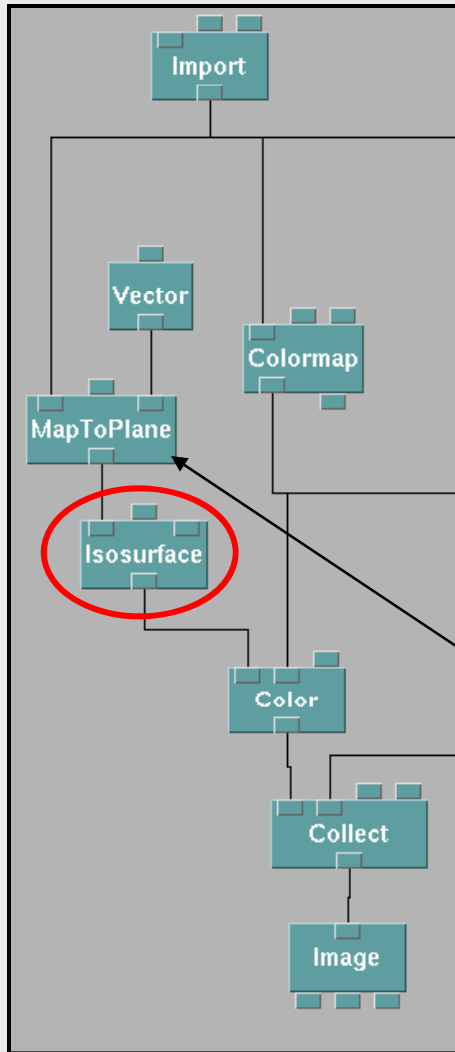 Import
Vector
Colormap
MapToPlane
Isosurface
Color
Collect
Image